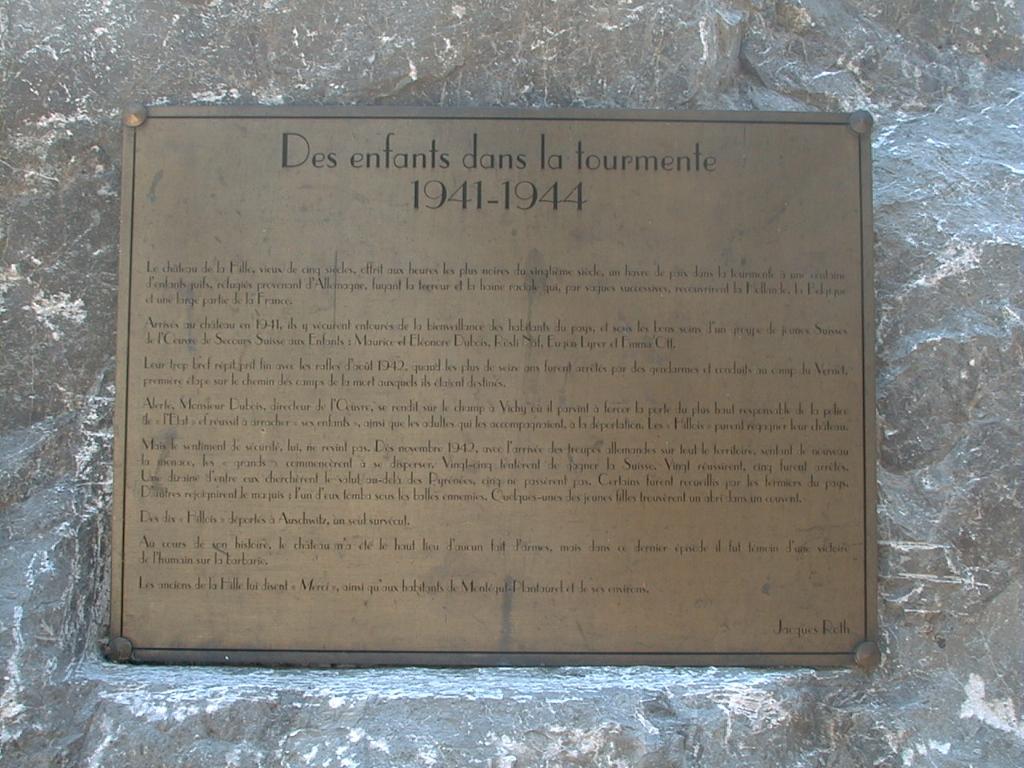 Des enfants dans la tourmente
1941-1944
Le château de la Hille, vieux de cinq siècles, offrit aux heures les plus noires du vingtième siècle, un havre de paix dans la tourmente à une centaine
d'enfants juifs, réfugiés provenant d'Allemagne, fuyant la terreur et la haine raciale qui, par vagues successives, recouvrirent la Hollande, la Belgique
et une large partie de la France.
Arrivés au château en 1941, ils y vécurent entourés de la bienveillance des habitants du pays, et sous les bons soins d'un groupe de jeunes Suisses
de l'Oeuvre de Secours Suisse aux Enfants : Maurice et Eléonore Dubois, Rösli Näf, Eugen Lyrer et Emma Ott.
Leur trop bref répit prit fin avec les rafles d'août 1942, quand les plus de seize ans furent arrêtés par des gendarmes et conduits au camp du Vernet,
première étape sur le chemin des camps de la mort auxquels ils étaient destinés.
Alerté, Monsieur Dubois, directeur de l'Oeuvre, se rendit sur le champ à Vichy où il parvint à forcer la porte du plus haut responsable de la police
de « l'Etat » et réussit à arracher « ses enfants », ainsi que les adultes qui les accompagnaient, à la déportation. Les « Hillois » purent regagner leur château.
Mais le sentiment de sécurité, lui, ne revint pas. Dès novembre 1942, avec l'arrivée des troupes allemandes sur tout le territoire, sentant de nouveau
la menace, les « grands » commencèrent à se disperser. Vingt-cinq tentèrent de gagner la Suisse. Vingt réussirent, cinq furent arrêtés.
Une dizaine d'entre eux cherchèrent le salut au-delà des Pyrénées, cinq ne passèrent pas. Certains furent recueillis par les fermiers du pays.
D'autres rejoignirent le maquis ; l'un d'eux tomba sous les balles ennemies. Quelques-unes des jeunes filles trouvèrent un abri dans un couvent.
Des dix « Hillois » déportés à Auschwitz, un seul survécut.
Au cours de son histoire, le château n'a été le haut lieu d'aucun fait d'armes, mais dans ce dernier épisode il fut témoin d'une victoire
de l'humain sur la barbarie.
Les anciens de la Hille lui disent « Merci », ainsi qu'aux habitants de Montégut-Plantaurel et de ses environs.
Jacques Roth